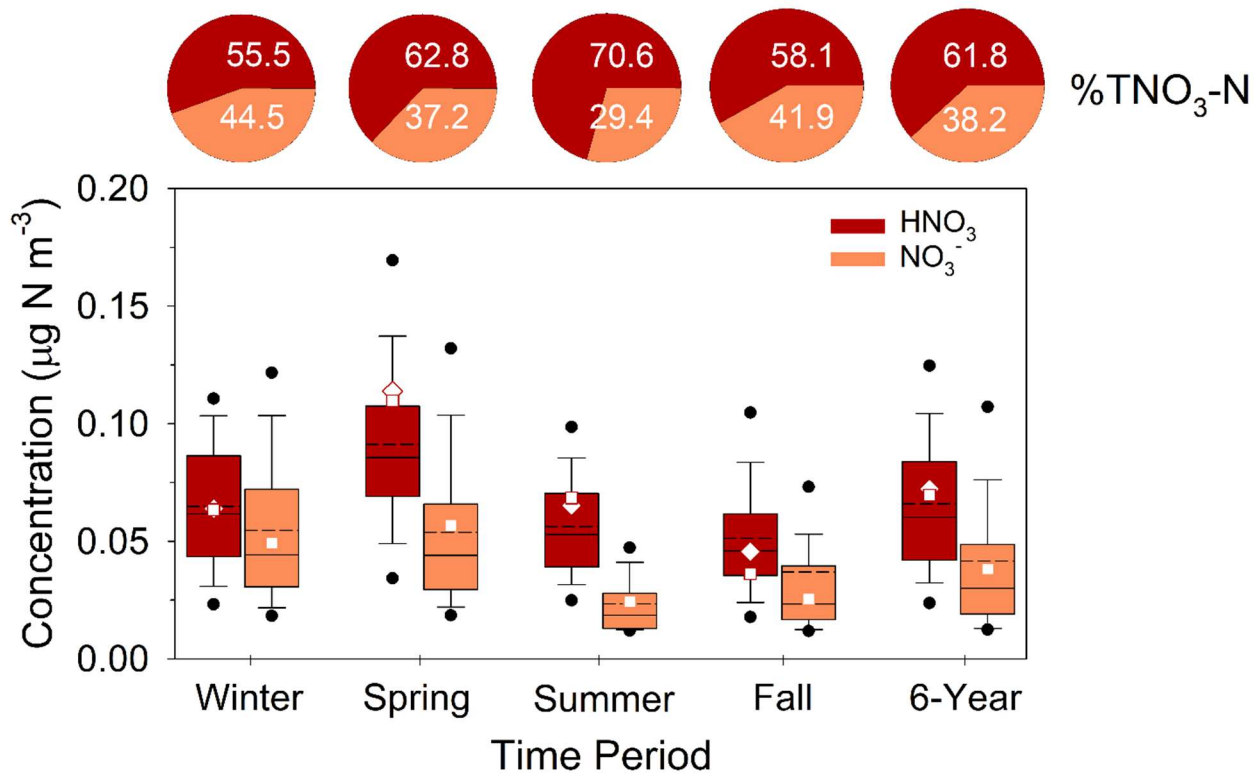 55.5 62.8 70.6 58.1 61.8
%TNO₃-N
44.5 37.2 29.4 41.9 38.2
0.20
HNO₃
NO₃⁻
0.15
0.10
0.05
0.00
Concentration (μg N m⁻³)
Winter Spring Summer Fall 6-Year
Time Period